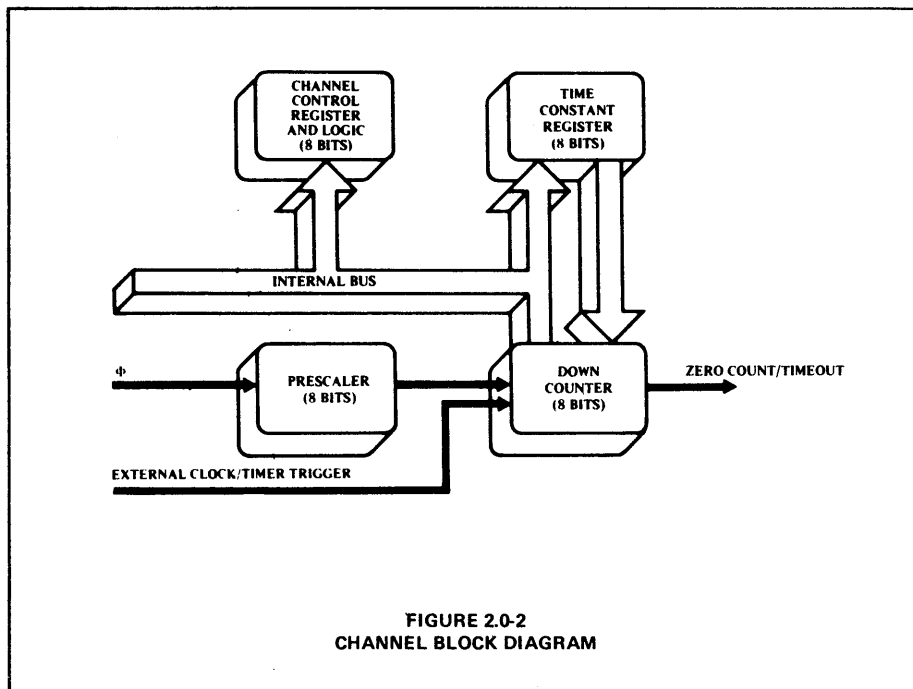 CHANNEL
CONTROL
REGISTER
AND LOGIC
(8 BITS)
TIME
CONSTANT
REGISTER
(8 BITS)
INTERNAL BUS
Φ
PRESCALER
(8 BITS)
DOWN
COUNTER
(8 BITS)
ZERO COUNT/TIMEOUT
EXTERNAL CLOCK/TIMER TRIGGER
FIGURE 2.0-2
CHANNEL BLOCK DIAGRAM